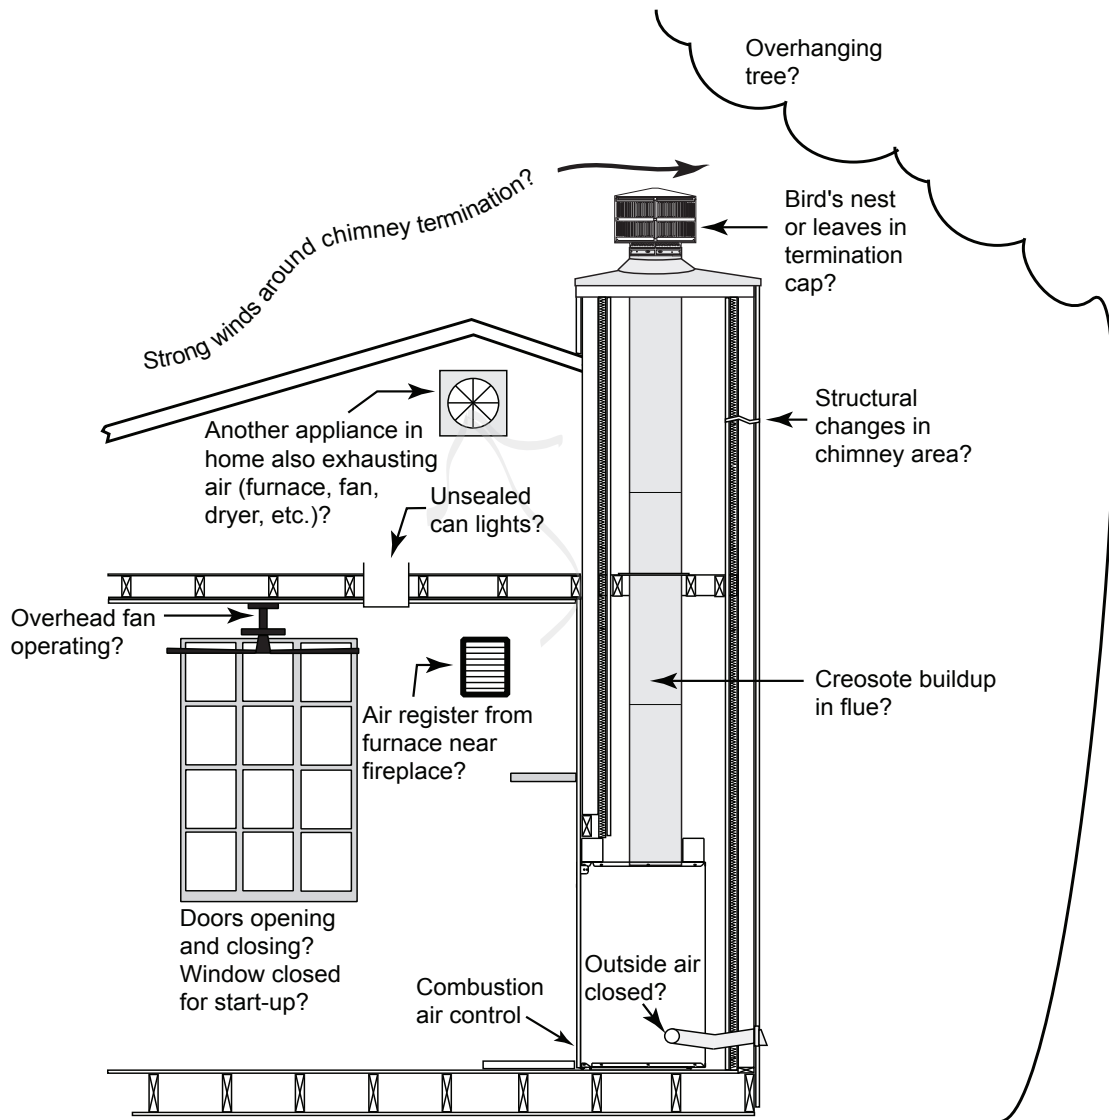 Overhanging
tree?
Strong winds around chimney termination?
Bird's nest
or leaves in
termination
cap?
Structural
changes in
chimney area?
Another appliance in
home also exhausting
air (furnace, fan,
dryer, etc.)?
Unsealed
can lights?
Overhead fan
operating?
Air register from
furnace near
fireplace?
Creosote buildup
in flue?
Doors opening
and closing?
Window closed
for start-up?
Combustion
air control
Outside air
closed?